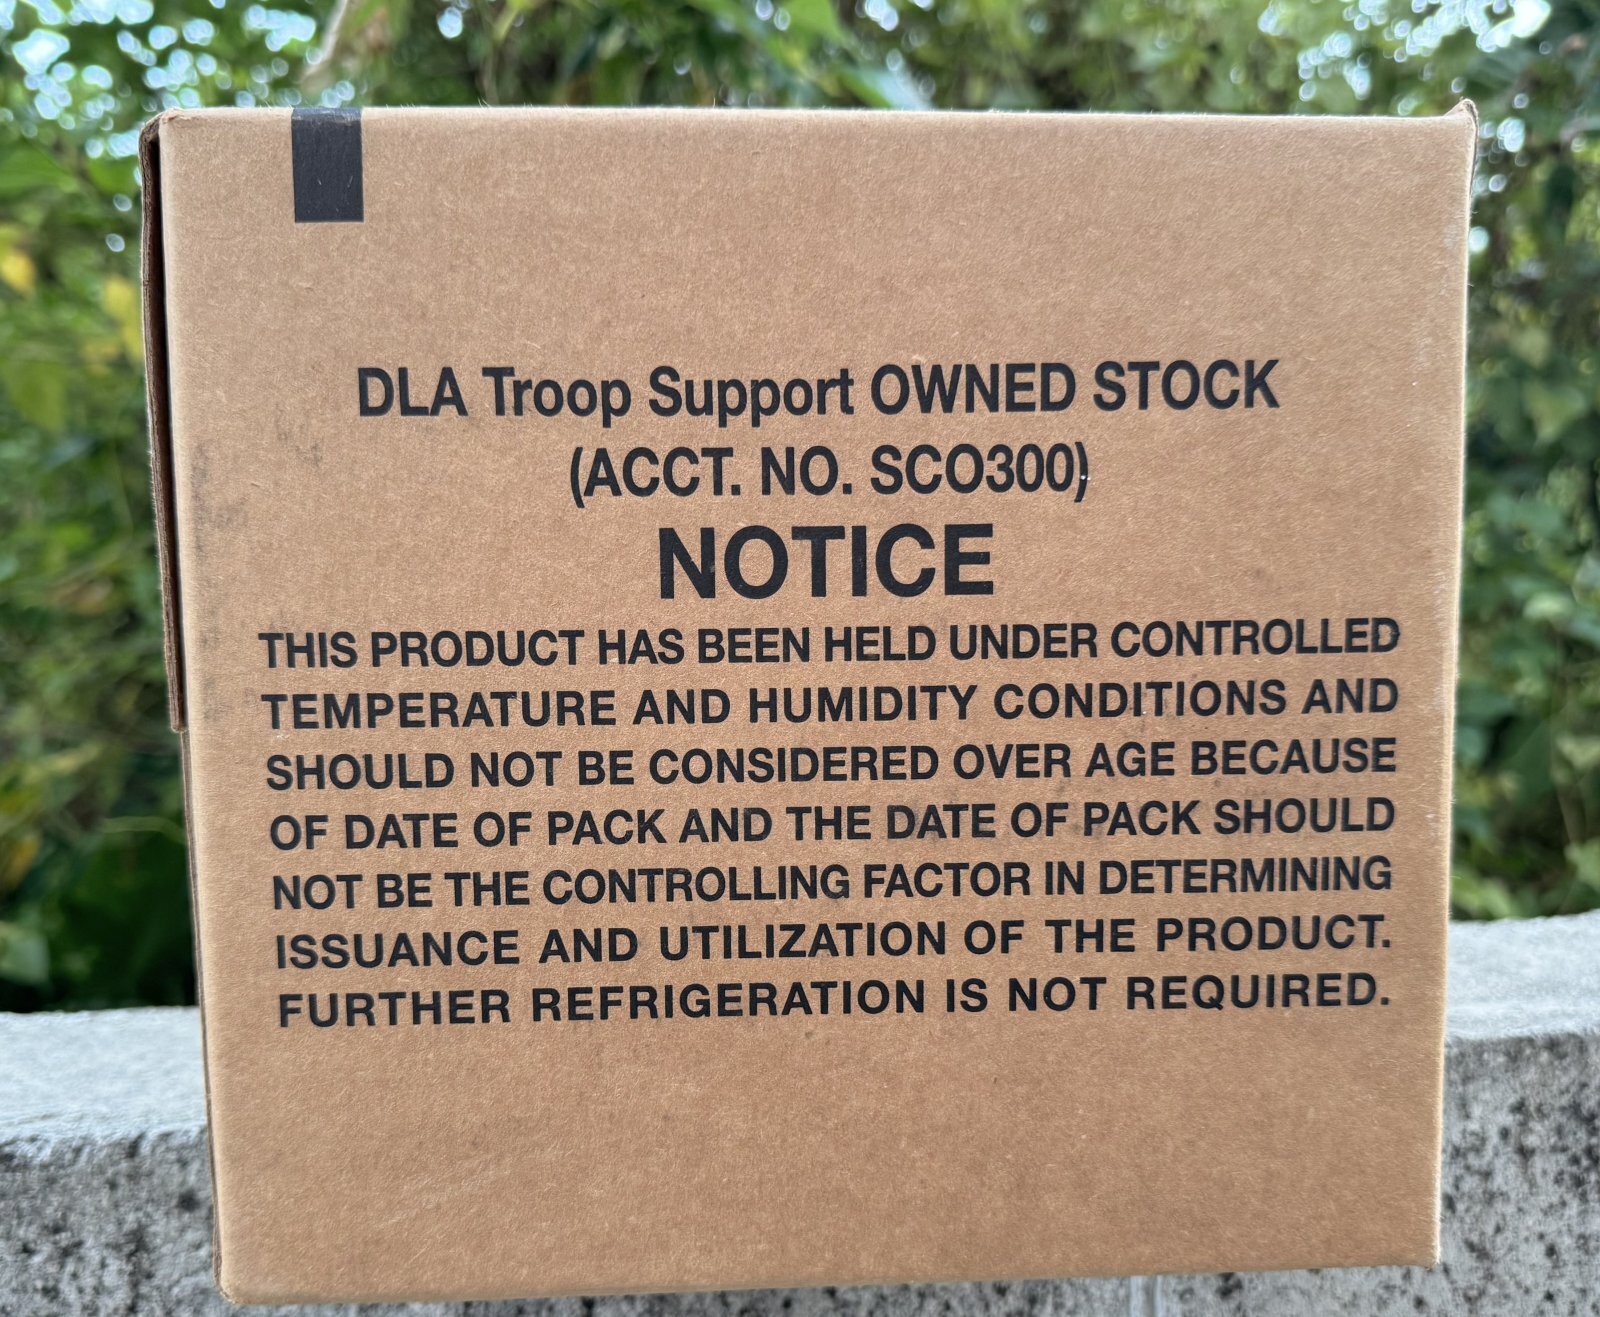 DLA Troop Support OWNED STOCK
(ACCT. NO. SCO300)
NOTICE
THIS PRODUCT HAS BEEN HELD UNDER CONTROLLED
TEMPERATURE AND HUMIDITY CONDITIONS AND
SHOULD NOT BE CONSIDERED OVER AGE BECAUSE
OF DATE OF PACK AND THE DATE OF PACK SHOULD
NOT BE THE CONTROLLING FACTOR IN DETERMINING
ISSUANCE AND UTILIZATION OF THE PRODUCT.
FURTHER REFRIGERATION IS NOT REQUIRED.